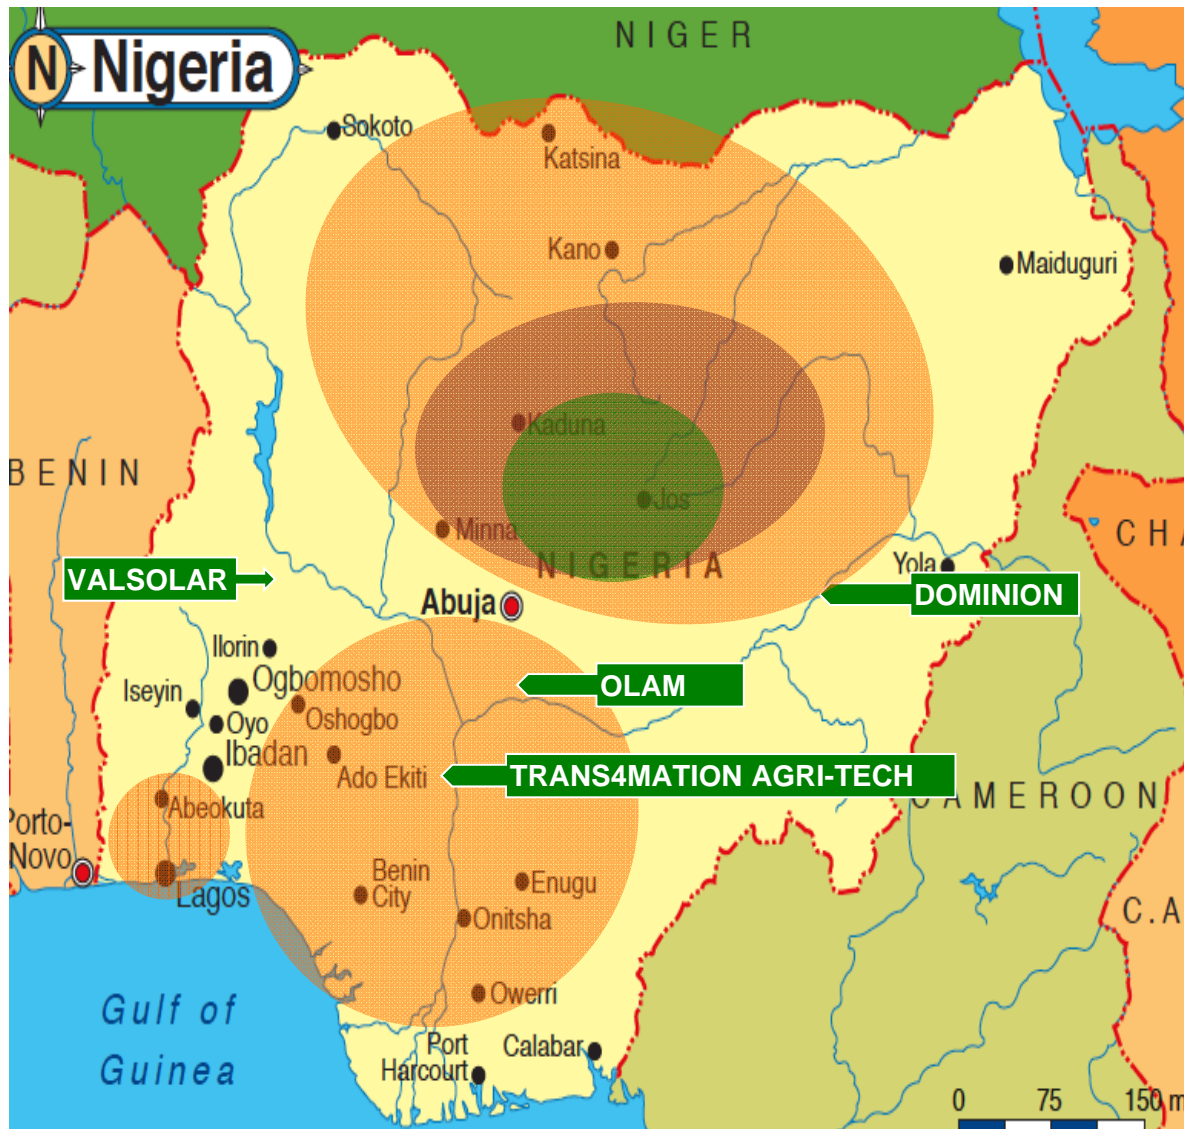 NIGER
N Nigeria
Sokoto
Katsina
Kano
Maiduguri
Kaduna
BENIN
Jos
Minna
CHA
NIGERIA
Yola
VALSOLAR
DOMINION
Abuja
Ilorin
OLAM
Ogbomosho
Iseyin
Oshogbo
Oyo
Ibadan
TRANS4MATION AGRI-TECH
Ado Ekiti
CAMEROON
Abeokuta
Porto-
Novo
Lagos
Benin
City
Enugu
Onitsha
C.A
Owerri
Gulf of
Guinea
Port
Harcourt
Calabar
0 75 150 m